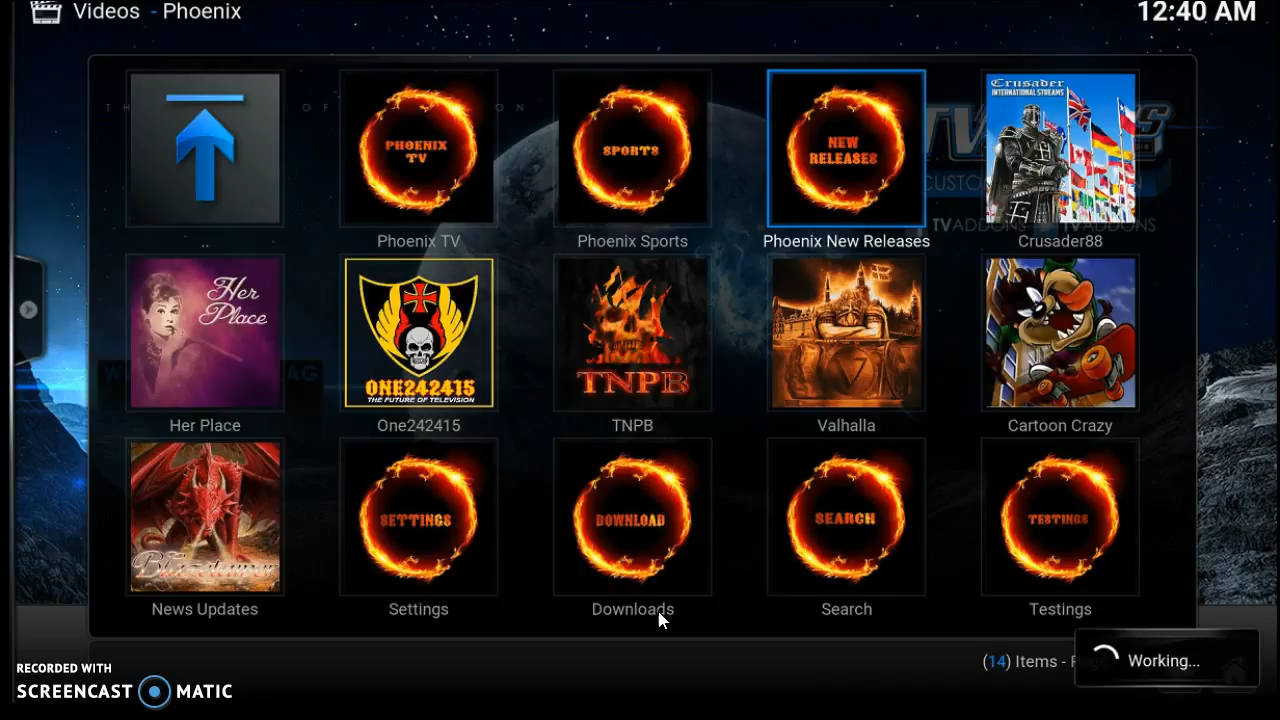 Videos - Phoenix
12:40 AM
PHOENIX
TV
SPORTS
NEW
RELEASES
Crusader
INTERNATIONAL STREAMS
Phoenix TV
Phoenix Sports
Phoenix New Releases
Crusader88
TVADDONS
Her
Place
ONE242415
THE FUTURE OF TELEVISION
TNPB
Her Place
One242415
TNPB
Valhalla
Cartoon Crazy
SETTINGS
DOWNLOAD
SEARCH
TESTINGS
News Updates
Settings
Downloads
Search
Testings
(14) Items -
Working...
RECORDED WITH
SCREENCAST MATIC